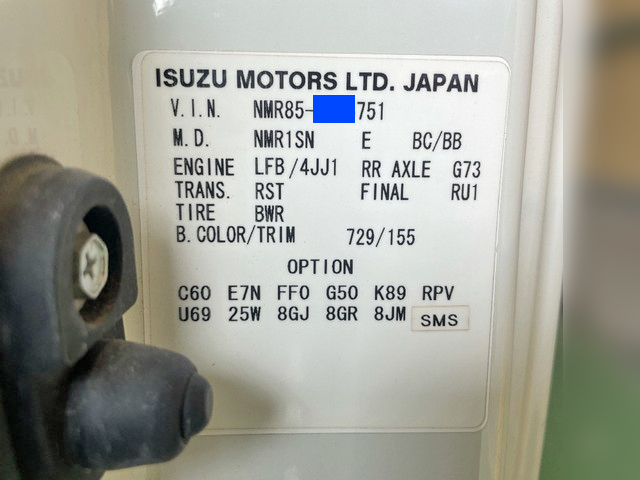 ISUZU MOTORS LTD. JAPAN
V.I.N. NMR85- 751
M.D. NMR1SN E BC/BB
ENGINE LFB/4JJ1 RR AXLE G73
TRANS. RST FINAL RU1
TIRE BWR
B.COLOR/TRIM 729/155
OPTION
C60 E7N FF0 G50 K89 RPV
U69 25W 8GJ 8GR 8JM SMS